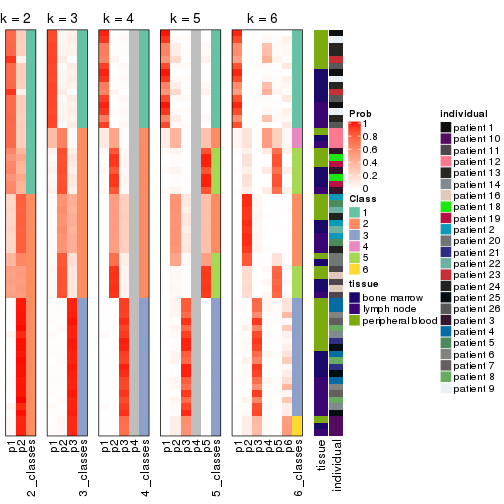 k = 2
k = 3
k = 4
k = 5
k = 6
p1
p2
2_classes
p1
p2
p3
3_classes
p1
p2
p3
p4
4_classes
p1
p2
p3
p4
p5
5_classes
p1
p2
p3
p4
p5
p6
6_classes
tissue
individual
Prob
1
0.8
0.6
0.4
0.2
0
Class
1
2
3
4
5
6
tissue
bone marrow
lymph node
peripheral blood
Individual
patient 1
patient 10
patient 11
patient 12
patient 13
patient 14
patient 16
patient 18
patient 19
patient 2
patient 20
patient 21
patient 22
patient 23
patient 24
patient 25
patient 26
patient 3
patient 4
patient 5
patient 6
patient 7
patient 8
patient 9